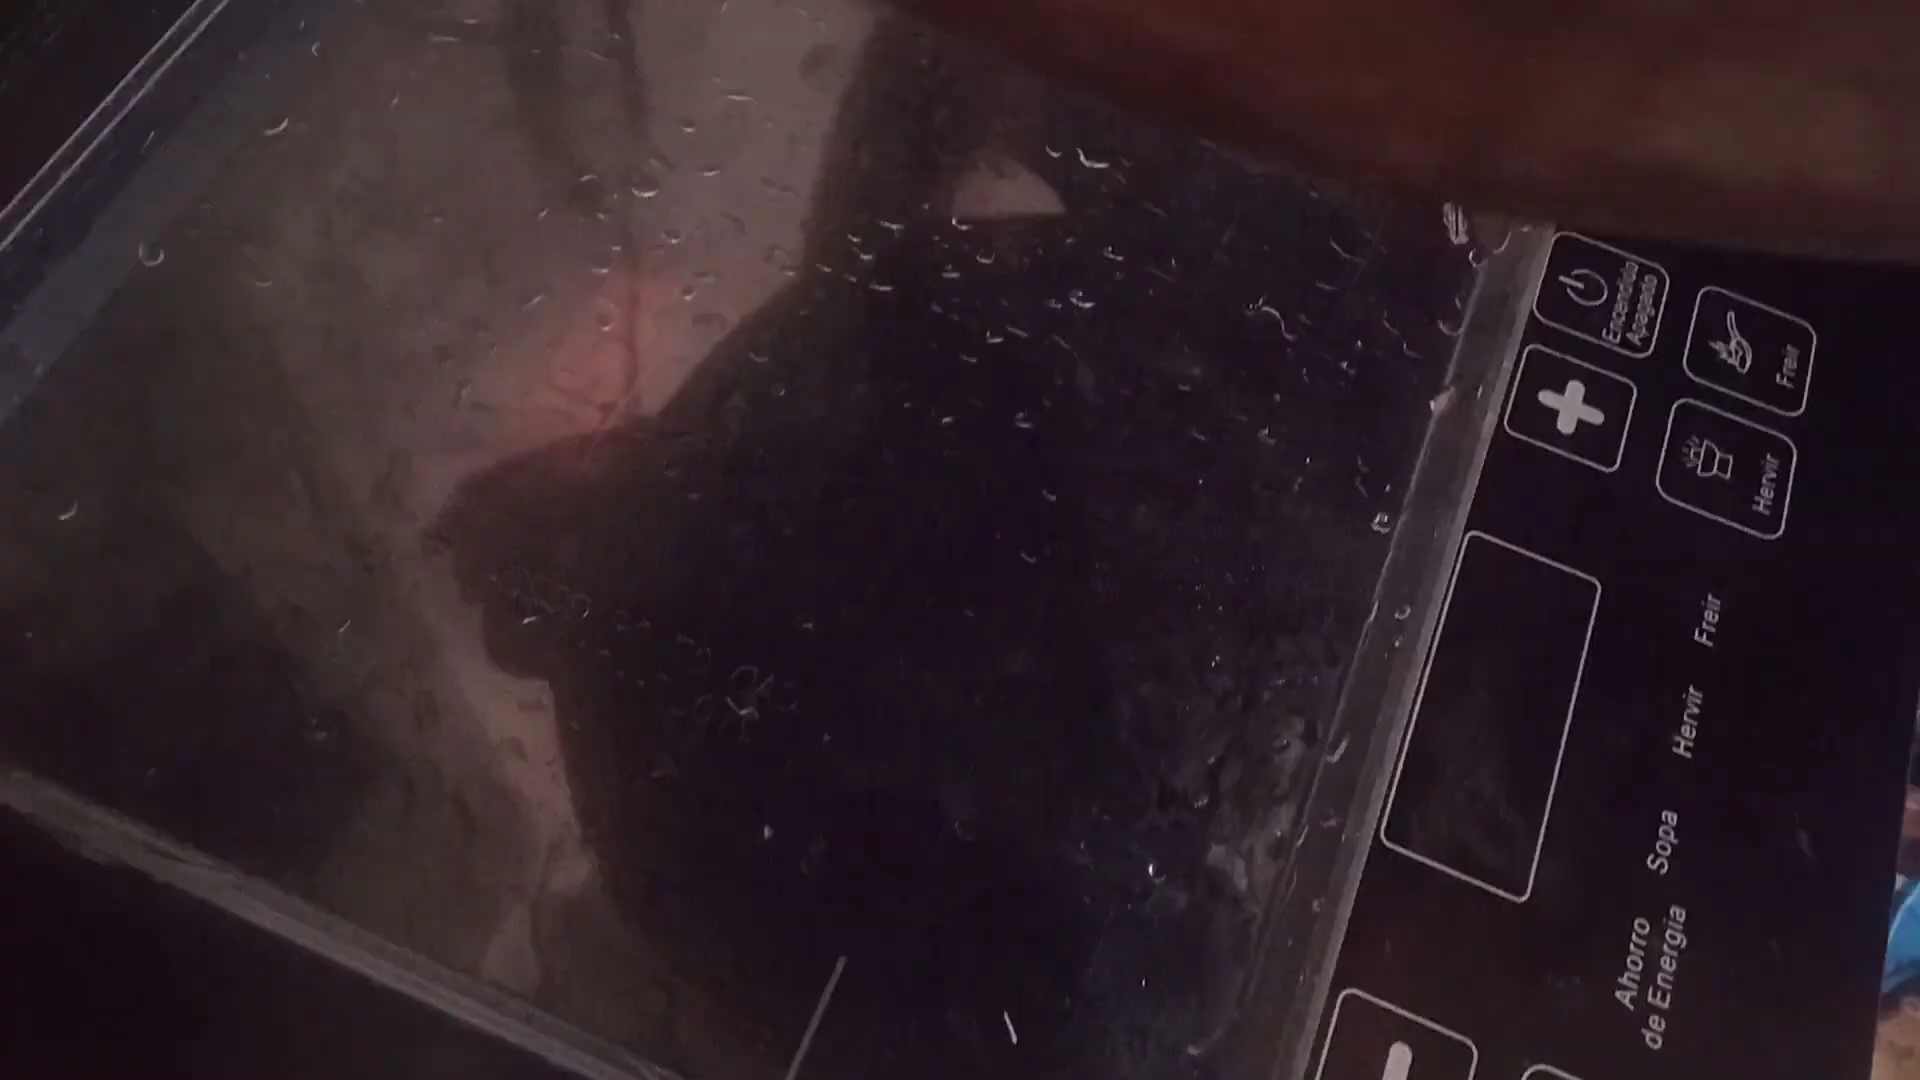 Encendido
Apagado
Freir
Hervir
Freir
Hervir
Sopa
Ahorro
de Energia